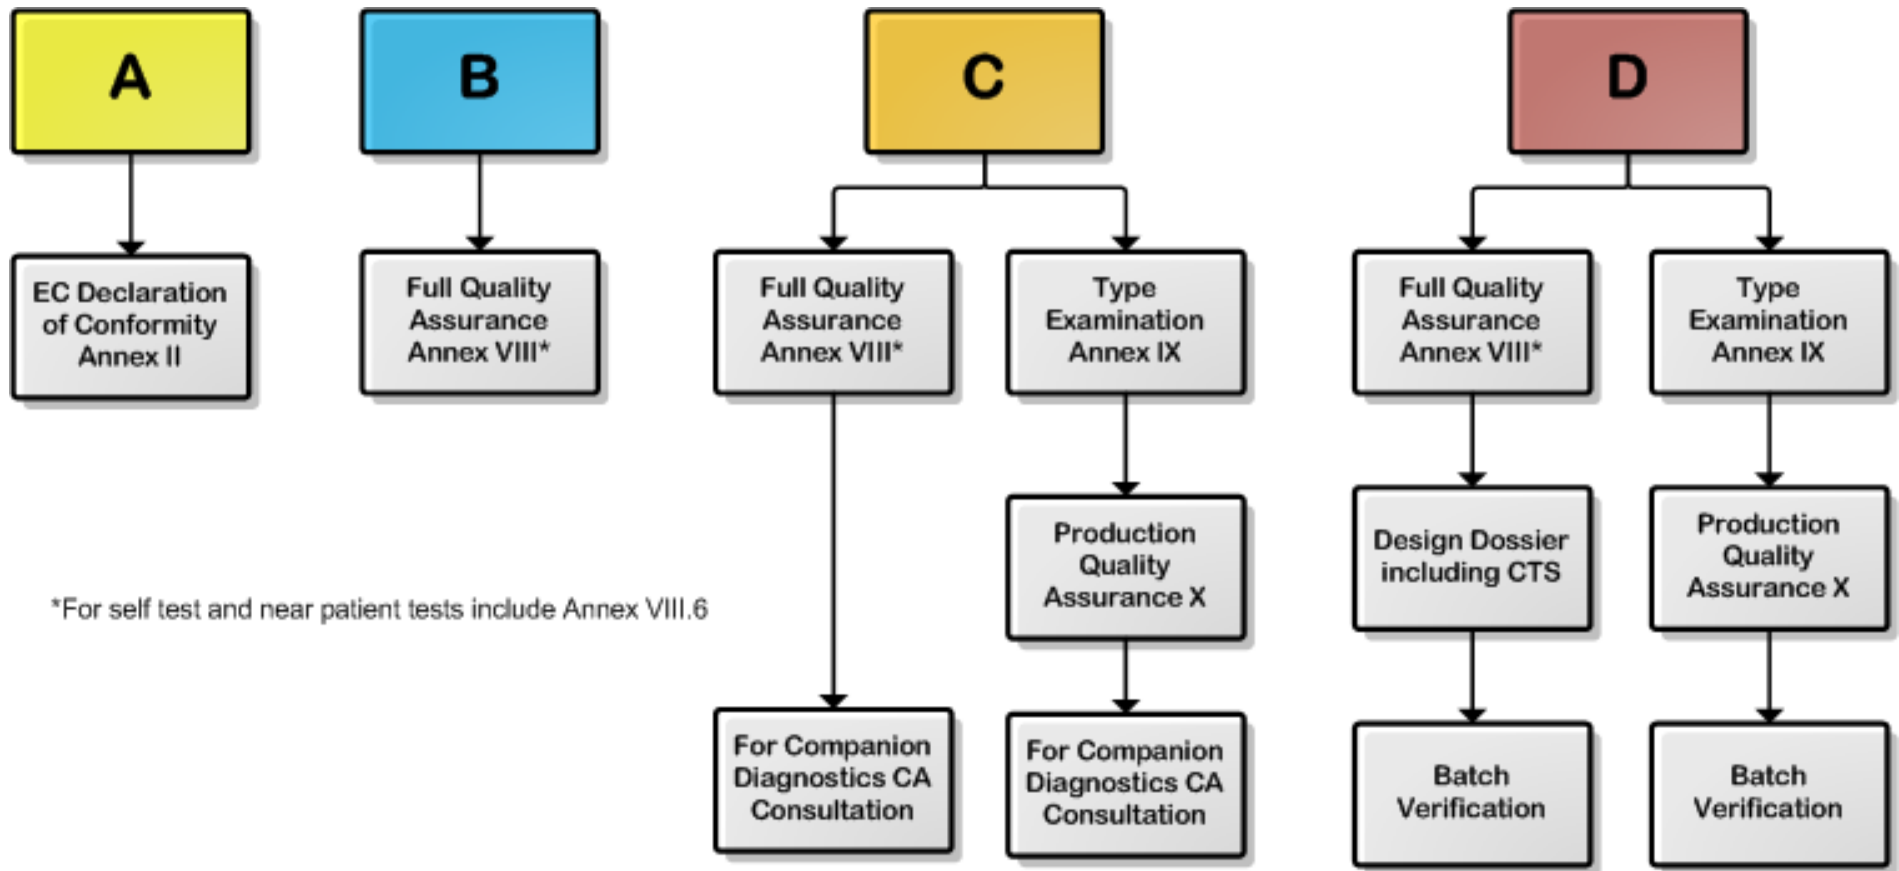 A
B
C
D
EC Declaration
of Conformity
Annex II
Full Quality
Assurance
Annex VIII*
Full Quality
Assurance
Annex VIII*
Type
Examination
Annex IX
Full Quality
Assurance
Annex VIII*
Type
Examination
Annex IX
Production
Quality
Assurance X
Design Dossier
including CTS
Production
Quality
Assurance X
*For self test and near patient tests include Annex VIII.6
For Companion
Diagnostics CA
Consultation
For Companion
Diagnostics CA
Consultation
Batch
Verification
Batch
Verification